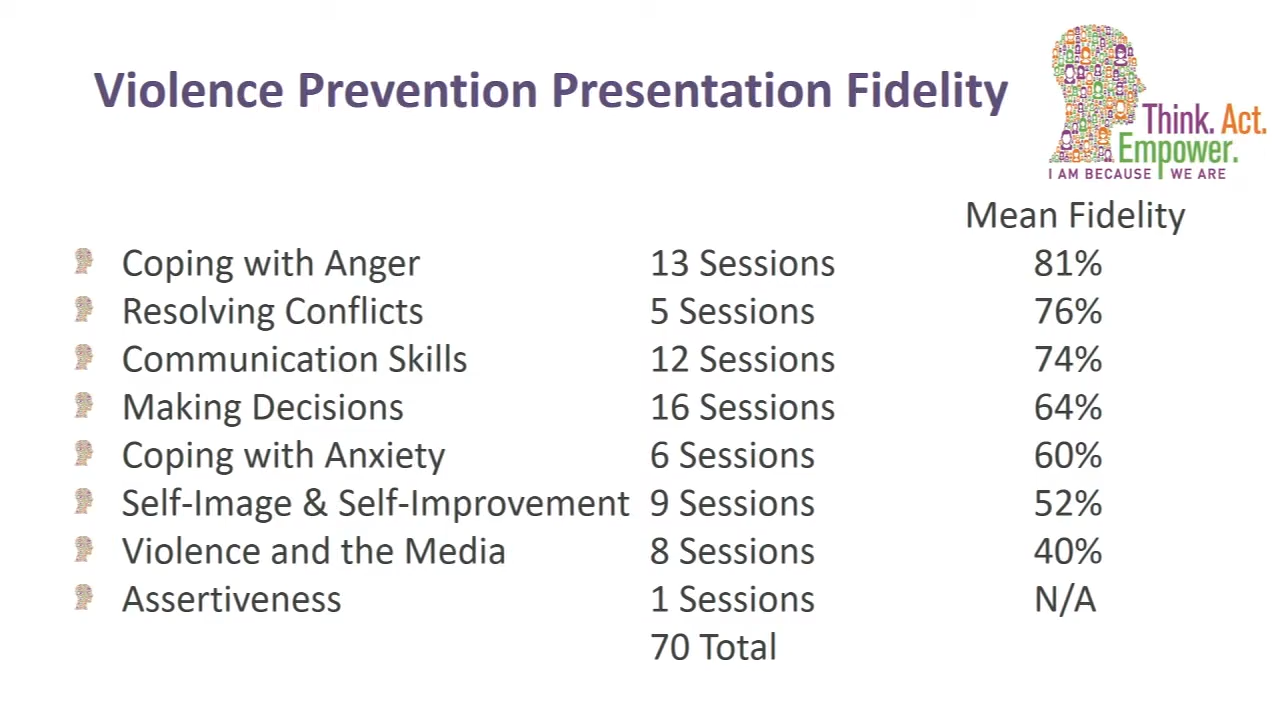 Violence Prevention Presentation Fidelity
Think. Act.
Empower.
I AM BECAUSE WE ARE
Mean Fidelity
Coping with Anger 13 Sessions 81%
Resolving Conflicts 5 Sessions 76%
Communication Skills 12 Sessions 74%
Making Decisions 16 Sessions 64%
Coping with Anxiety 6 Sessions 60%
Self-Image & Self-Improvement 9 Sessions 52%
Violence and the Media 8 Sessions 40%
Assertiveness 1 Sessions N/A
70 Total